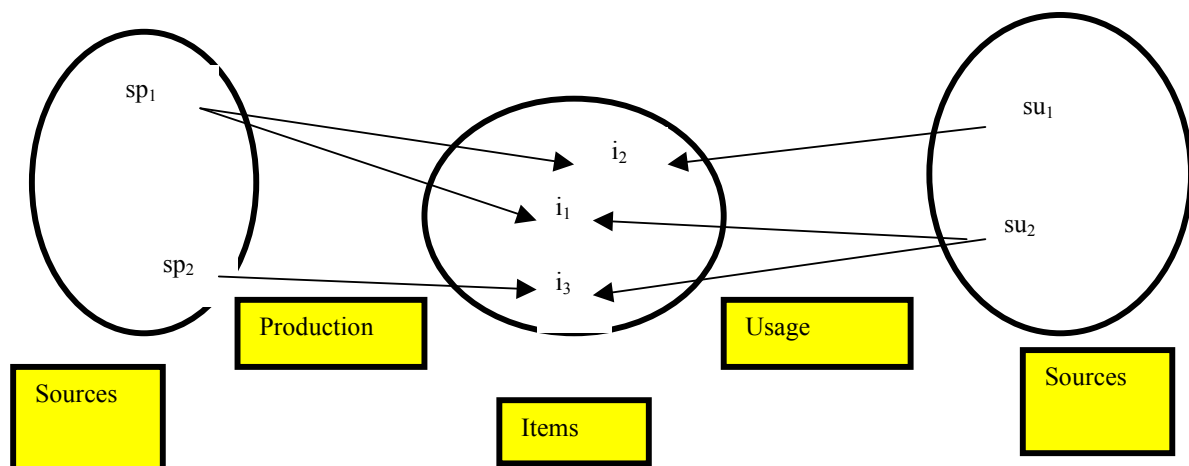 sp₁
i₂
su₁
i₁
su₂
sp₂
i₃
Production
Usage
Sources
Items
Sources